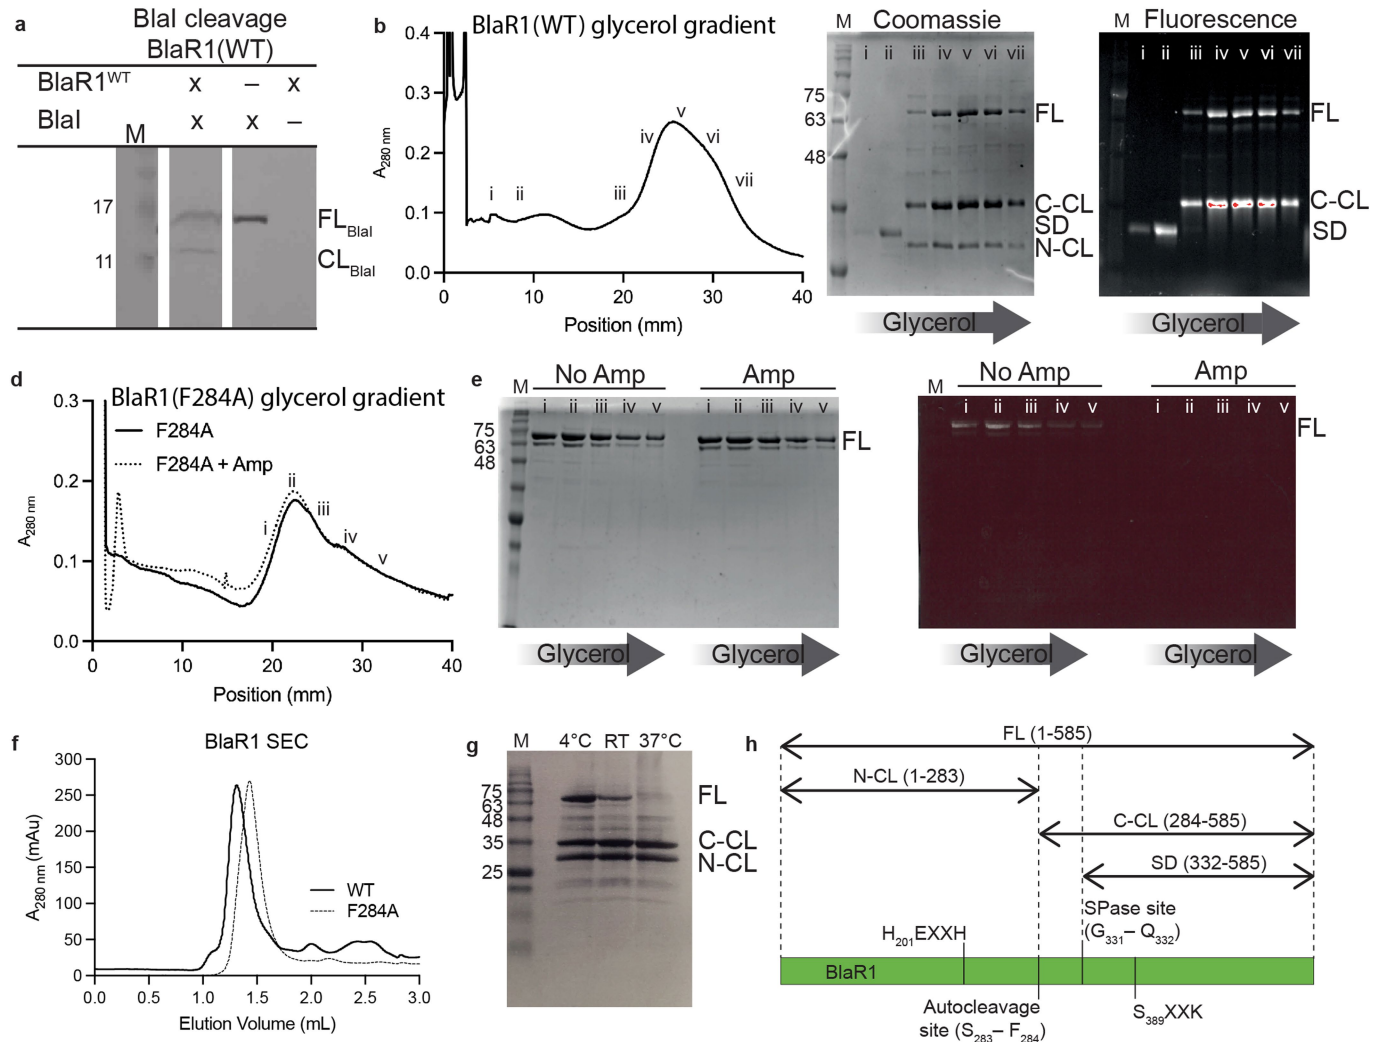 a
BlaI cleavage
BlaR1(WT)
BlaR1WT x – x
BlaI x x –
M
17
11
FLBlaI
CLBlaI
b
BlaR1(WT) glycerol gradient
A280 nm
0.4
0.3
0.2
0.1
0.0
i ii iii iv v vi vii
0 10 20 30 40
Position (mm)
M Coomassie
i ii iii iv v vi vii
75
63
48
FL
C-CL
SD
N-CL
Glycerol
M Fluorescence
i ii iii iv v vi vii
FL
C-CL
SD
Glycerol
d
BlaR1(F284A) glycerol gradient
F284A
F284A + Amp
A280 nm
0.3
0.2
0.1
0.0
i ii iii iv v
0 10 20 30 40
Position (mm)
e
M No Amp Amp
i ii iii iv v i ii iii iv v
75
63
48
FL
Glycerol Glycerol
M No Amp Amp
i ii iii iv v i ii iii iv v
FL
Glycerol Glycerol
f
BlaR1 SEC
A280 nm (mAu)
300
250
200
150
100
50
0
WT
F284A
0.0 0.5 1.0 1.5 2.0 2.5 3.0
Elution Volume (mL)
g
M 4°C RT 37°C
75
63
48
35
25
FL
C-CL
N-CL
h
FL (1-585)
N-CL (1-283)
C-CL (284-585)
SD (332-585)
SPase site
(G331– Q332)
H201EXXH
BlaR1
Autocleavage
site (S283– F284)
S389XXK